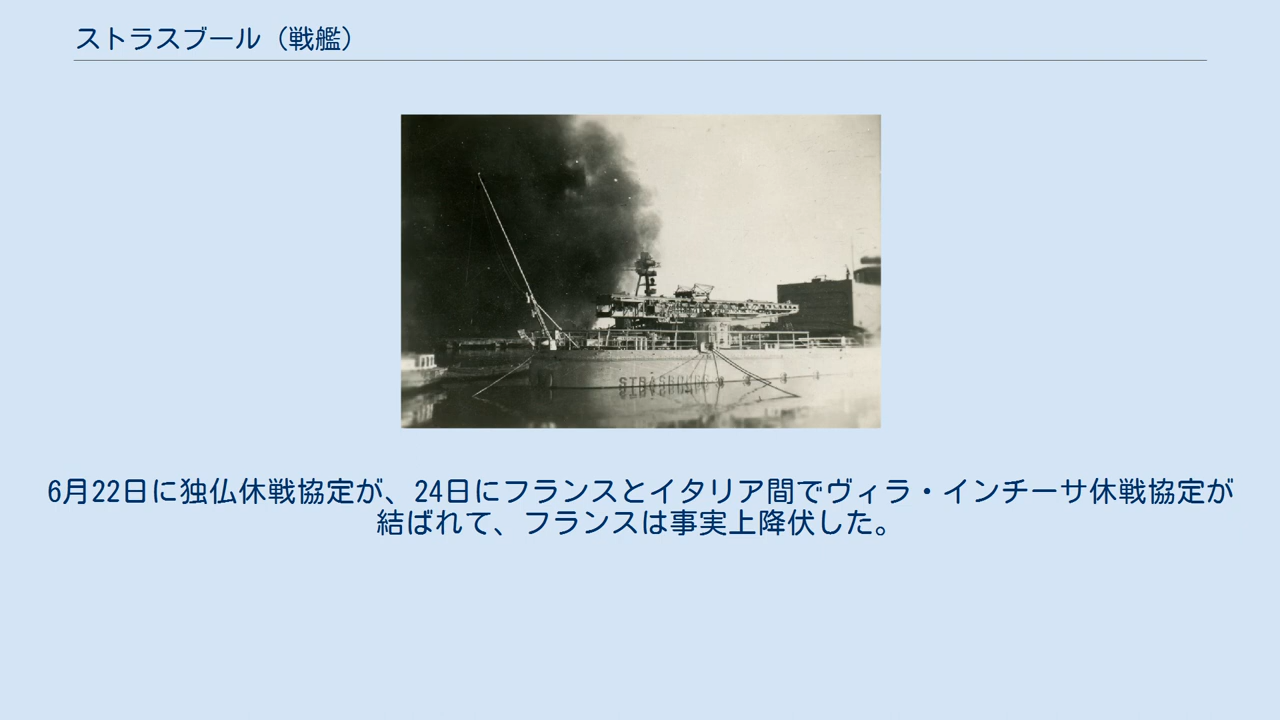 ストラスブール（戦艦）
STRASBOURG
6月22日に独仏休戦協定が、24日にフランスとイタリア間でヴィラ・インチーサ休戦協定が
結ばれて、フランスは事実上降伏した。